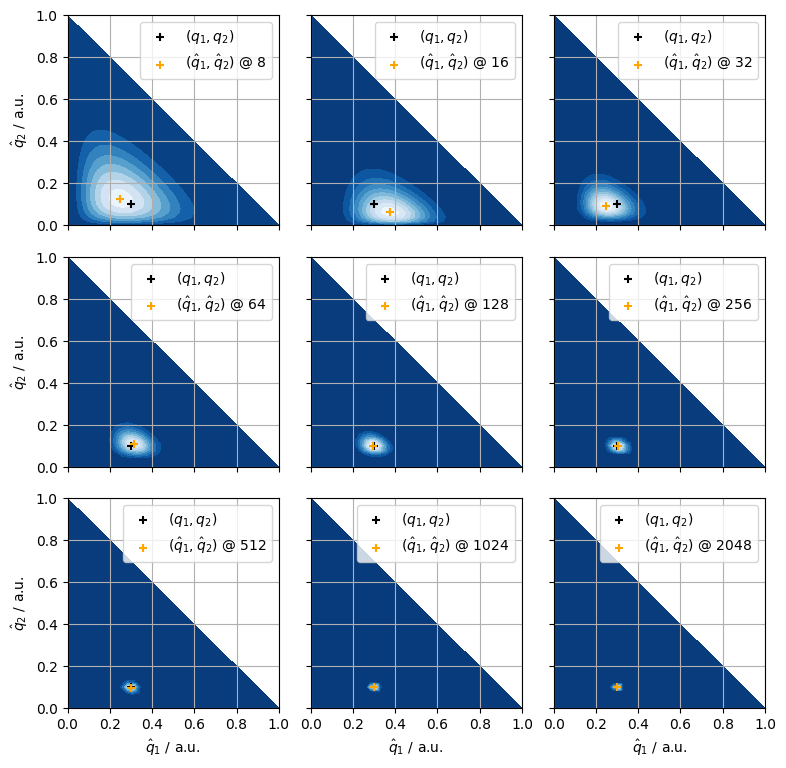 1.0
0.8
0.6
0.4
0.2
0.0
q̂₂ / a.u.
(q₁, q₂)
(q̂₁, q̂₂) @ 8
(q₁, q₂)
(q̂₁, q̂₂) @ 16
(q₁, q₂)
(q̂₁, q̂₂) @ 32
1.0
0.8
0.6
0.4
0.2
0.0
q̂₂ / a.u.
(q₁, q₂)
(q̂₁, q̂₂) @ 64
(q₁, q₂)
(q̂₁, q̂₂) @ 128
(q₁, q₂)
(q̂₁, q̂₂) @ 256
1.0
0.8
0.6
0.4
0.2
0.0
q̂₂ / a.u.
(q₁, q₂)
(q̂₁, q̂₂) @ 512
(q₁, q₂)
(q̂₁, q̂₂) @ 1024
(q₁, q₂)
(q̂₁, q̂₂) @ 2048
0.0 0.2 0.4 0.6 0.8 1.0
0.0 0.2 0.4 0.6 0.8 1.0
0.0 0.2 0.4 0.6 0.8 1.0
q̂₁ / a.u.
q̂₁ / a.u.
q̂₁ / a.u.